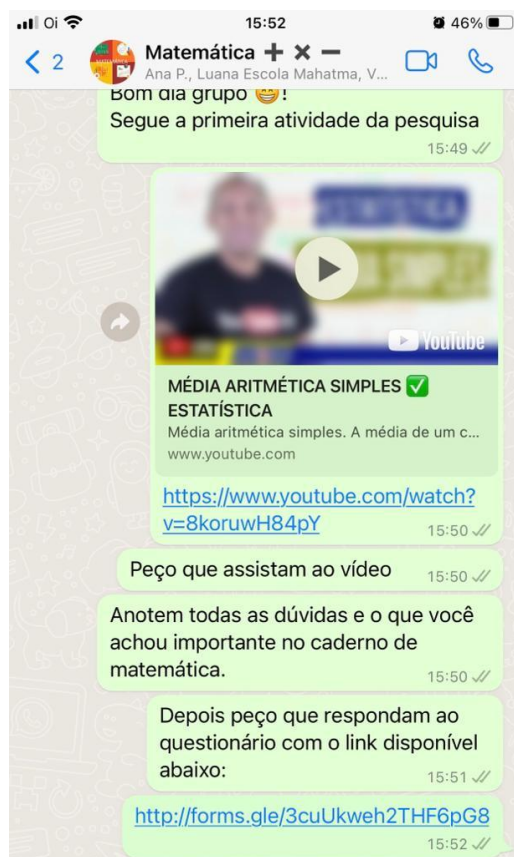 Oi 15:52 46%
2 Matemática
Ana P., Luana Escola Mahatma, V...
Bom dia grupo 😁!
Segue a primeira atividade da pesquisa
15:49
YouTube
MÉDIA ARITMÉTICA SIMPLES ✅
ESTATÍSTICA
Média aritmética simples. A média de um c...
www.youtube.com
https://www.youtube.com/watch?
v=8koruwH84pY 15:50
Peço que assistam ao vídeo 15:50
Anotem todas as dúvidas e o que você
achou importante no caderno de
matemática. 15:50
Depois peço que respondam ao
questionário com o link disponível
abaixo: 15:51
http://forms.gle/3cuUkweh2THF6pG8
15:52